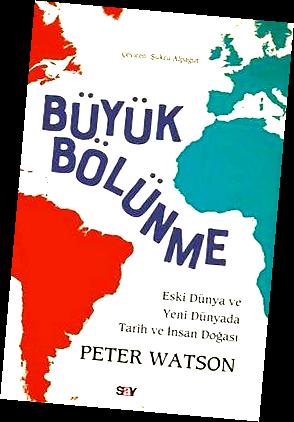 Çeviren: Şükrü Alpagut
BÜYÜK
BÖLÜNME
Eski Dünya ve
Yeni Dünyada
Tarih ve İnsan Doğası
PETER WATSON
say